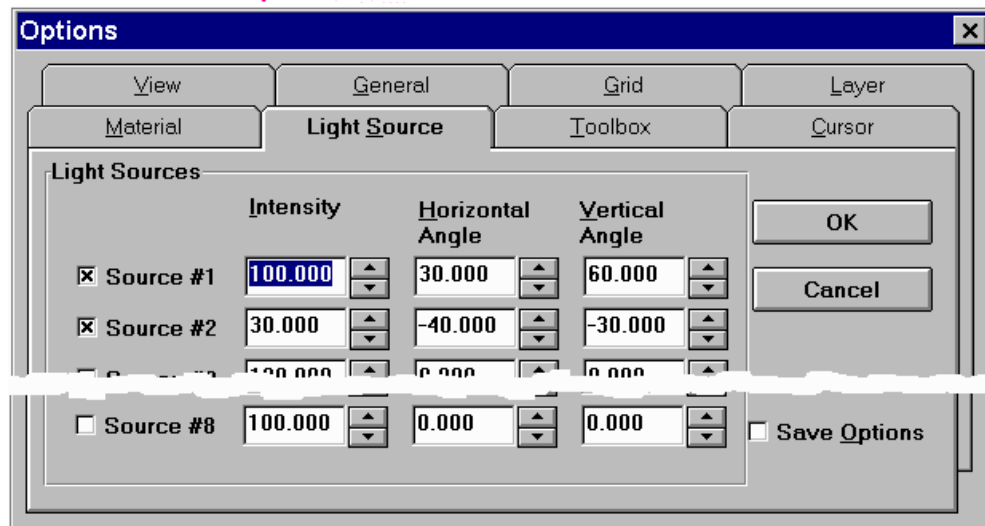 Options
View General Grid Layer
Material Light Source Toolbox Cursor
Light Sources
Intensity Horizontal Angle Vertical Angle
OK
Source #1 100.000 30.000 60.000
Cancel
Source #2 30.000 -40.000 -30.000
Source #8 100.000 0.000 0.000
Save Options